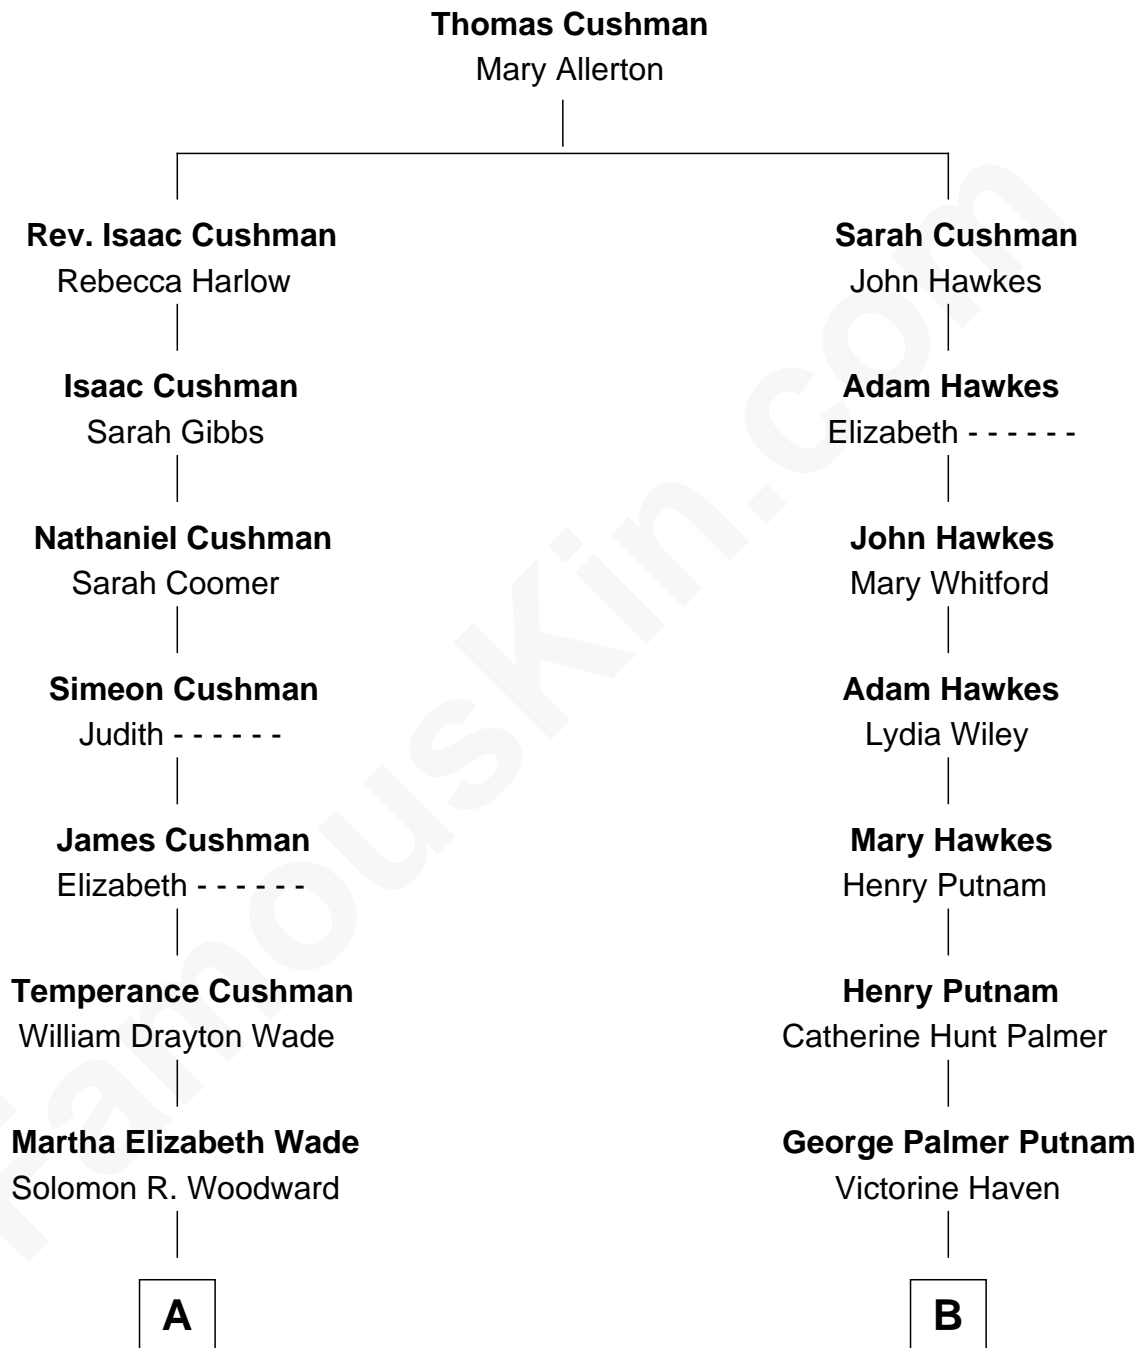 Thomas Cushman
Mary Allerton
Rev. Isaac Cushman
Rebecca Harlow
Sarah Cushman
John Hawkes
Isaac Cushman
Sarah Gibbs
Adam Hawkes
Elizabeth - - - - - -
Nathaniel Cushman
Sarah Coomer
John Hawkes
Mary Whitford
Simeon Cushman
Judith - - - - - -
Adam Hawkes
Lydia Wiley
James Cushman
Elizabeth - - - - - -
Mary Hawkes
Henry Putnam
Temperance Cushman
William Drayton Wade
Henry Putnam
Catherine Hunt Palmer
Martha Elizabeth Wade
Solomon R. Woodward
George Palmer Putnam
Victorine Haven
A
B
FamousKin.com